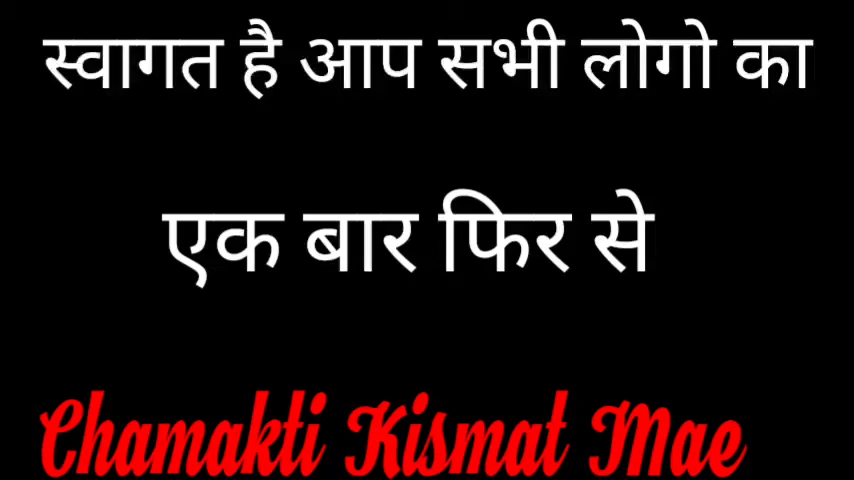 स्वागत है आप सभी लोगो का
एक बार फिर से
Chamakti Kismat Mae